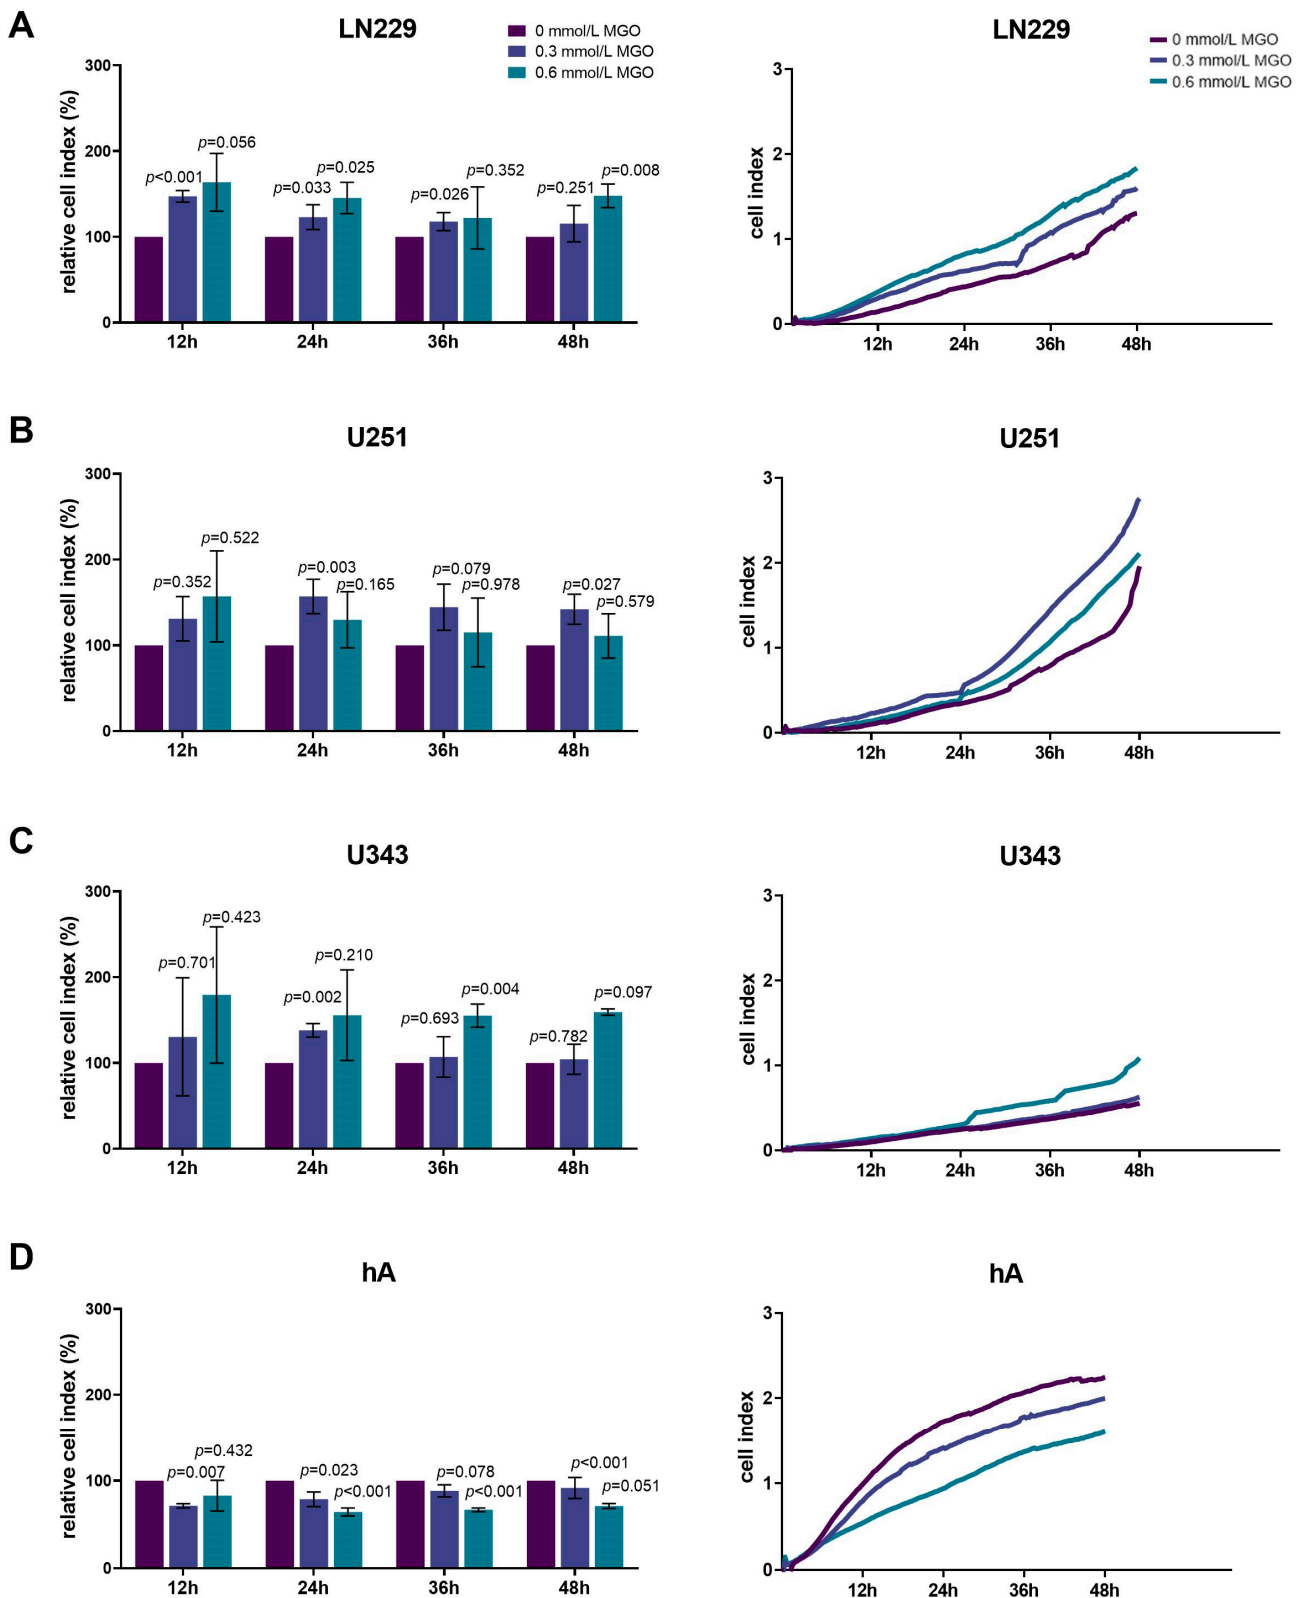 A
LN229
0 mmol/L MGO
0.3 mmol/L MGO
0.6 mmol/L MGO
relative cell index (%)
300
200
100
0
p<0.001
p=0.056
p=0.033
p=0.025
p=0.026
p=0.352
p=0.251
p=0.008
12h
24h
36h
48h
LN229
0 mmol/L MGO
0.3 mmol/L MGO
0.6 mmol/L MGO
cell index
3
2
1
0
12h
24h
36h
48h
B
U251
relative cell index (%)
300
200
100
0
p=0.352
p=0.522
p=0.003
p=0.165
p=0.079
p=0.978
p=0.027
p=0.579
12h
24h
36h
48h
U251
cell index
3
2
1
0
12h
24h
36h
48h
C
U343
relative cell index (%)
300
200
100
0
p=0.701
p=0.423
p=0.002
p=0.210
p=0.693
p=0.004
p=0.782
p=0.097
12h
24h
36h
48h
U343
cell index
3
2
1
0
12h
24h
36h
48h
D
hA
relative cell index (%)
300
200
100
0
p=0.007
p=0.432
p=0.023
p<0.001
p=0.078
p<0.001
p<0.001
p=0.051
12h
24h
36h
48h
hA
cell index
3
2
1
0
12h
24h
36h
48h